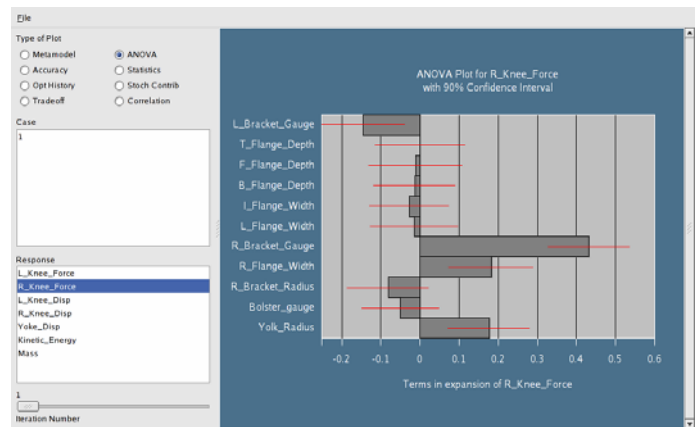 File
Type of Plot
Metamodel
ANOVA
Accuracy
Statistics
Opt History
Stoch Contrib
Tradeoff
Correlation
Case
1
Response
L_Knee_Force
R_Knee_Force
L_Knee_Disp
R_Knee_Disp
Yoke_Disp
Kinetic_Energy
Mass
1
Iteration Number
ANOVA Plot for R_Knee_Force
with 90% Confidence Interval
L_Bracket_Gauge
T_Flange_Depth
F_Flange_Depth
B_Flange_Depth
I_Flange_Width
L_Flange_Width
R_Bracket_Gauge
R_Flange_Width
R_Bracket_Radius
Bolster_gauge
Yolk_Radius
-0.2 -0.1 0 0.1 0.2 0.3 0.4 0.5 0.6
Terms in expansion of R_Knee_Force